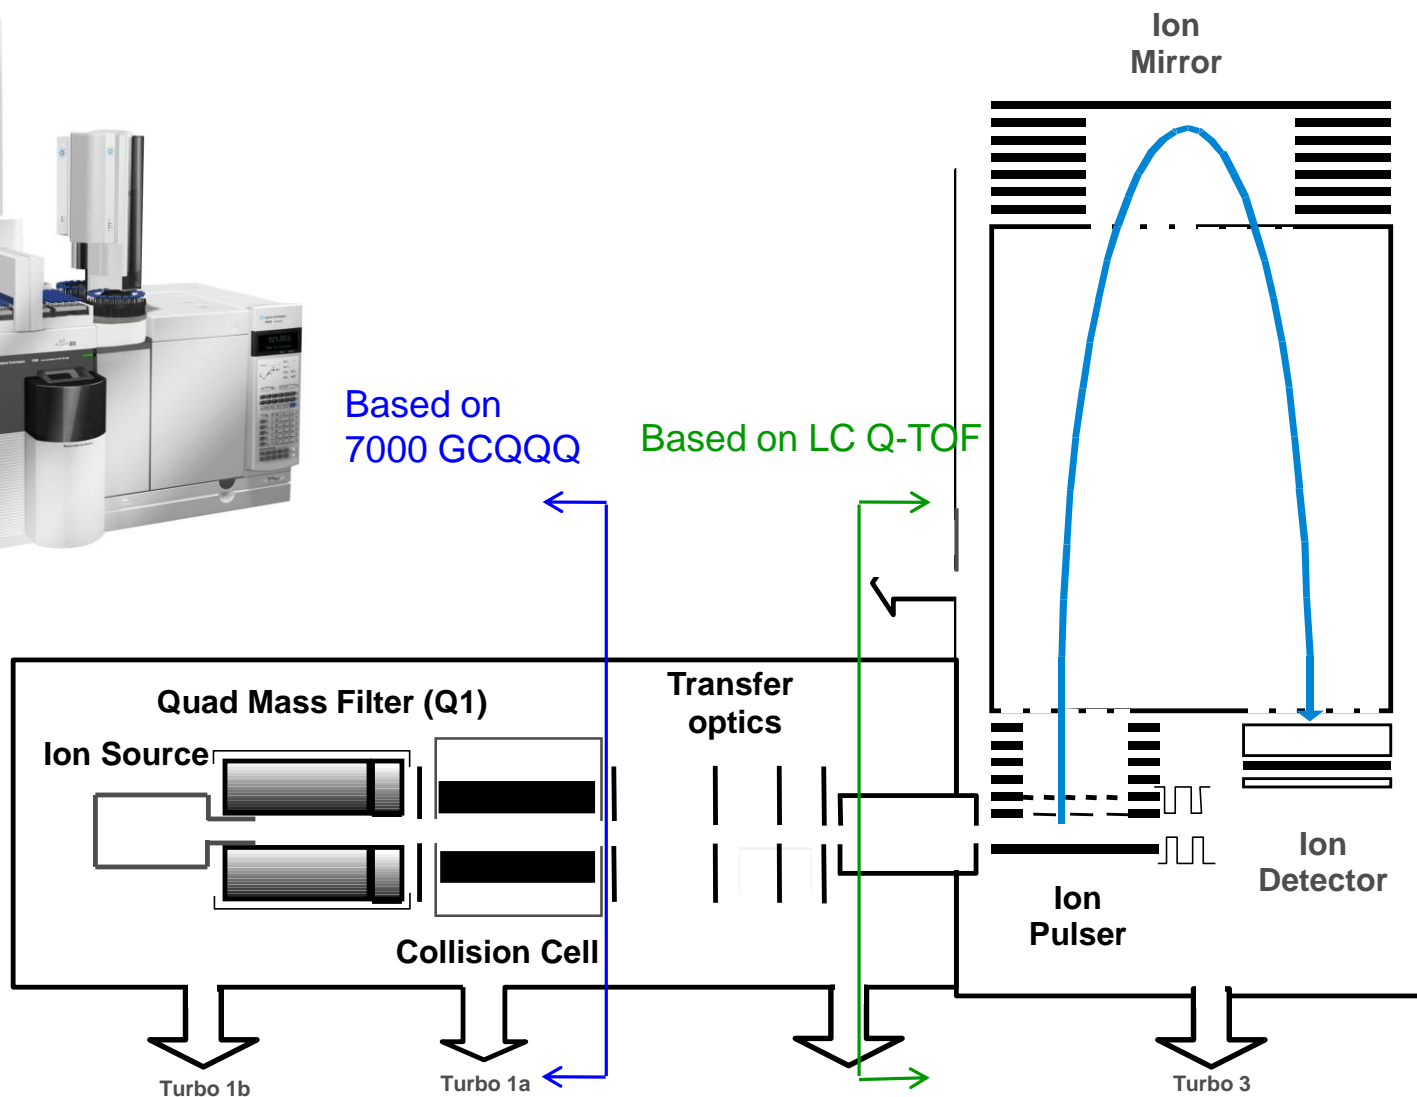 Ion
Mirror
Based on
7000 GCQQQ
Based on LC Q-TOF
Quad Mass Filter (Q1)
Transfer
optics
Ion Source
Collision Cell
Ion
Pulser
Ion
Detector
Turbo 1b
Turbo 1a
Turbo 3